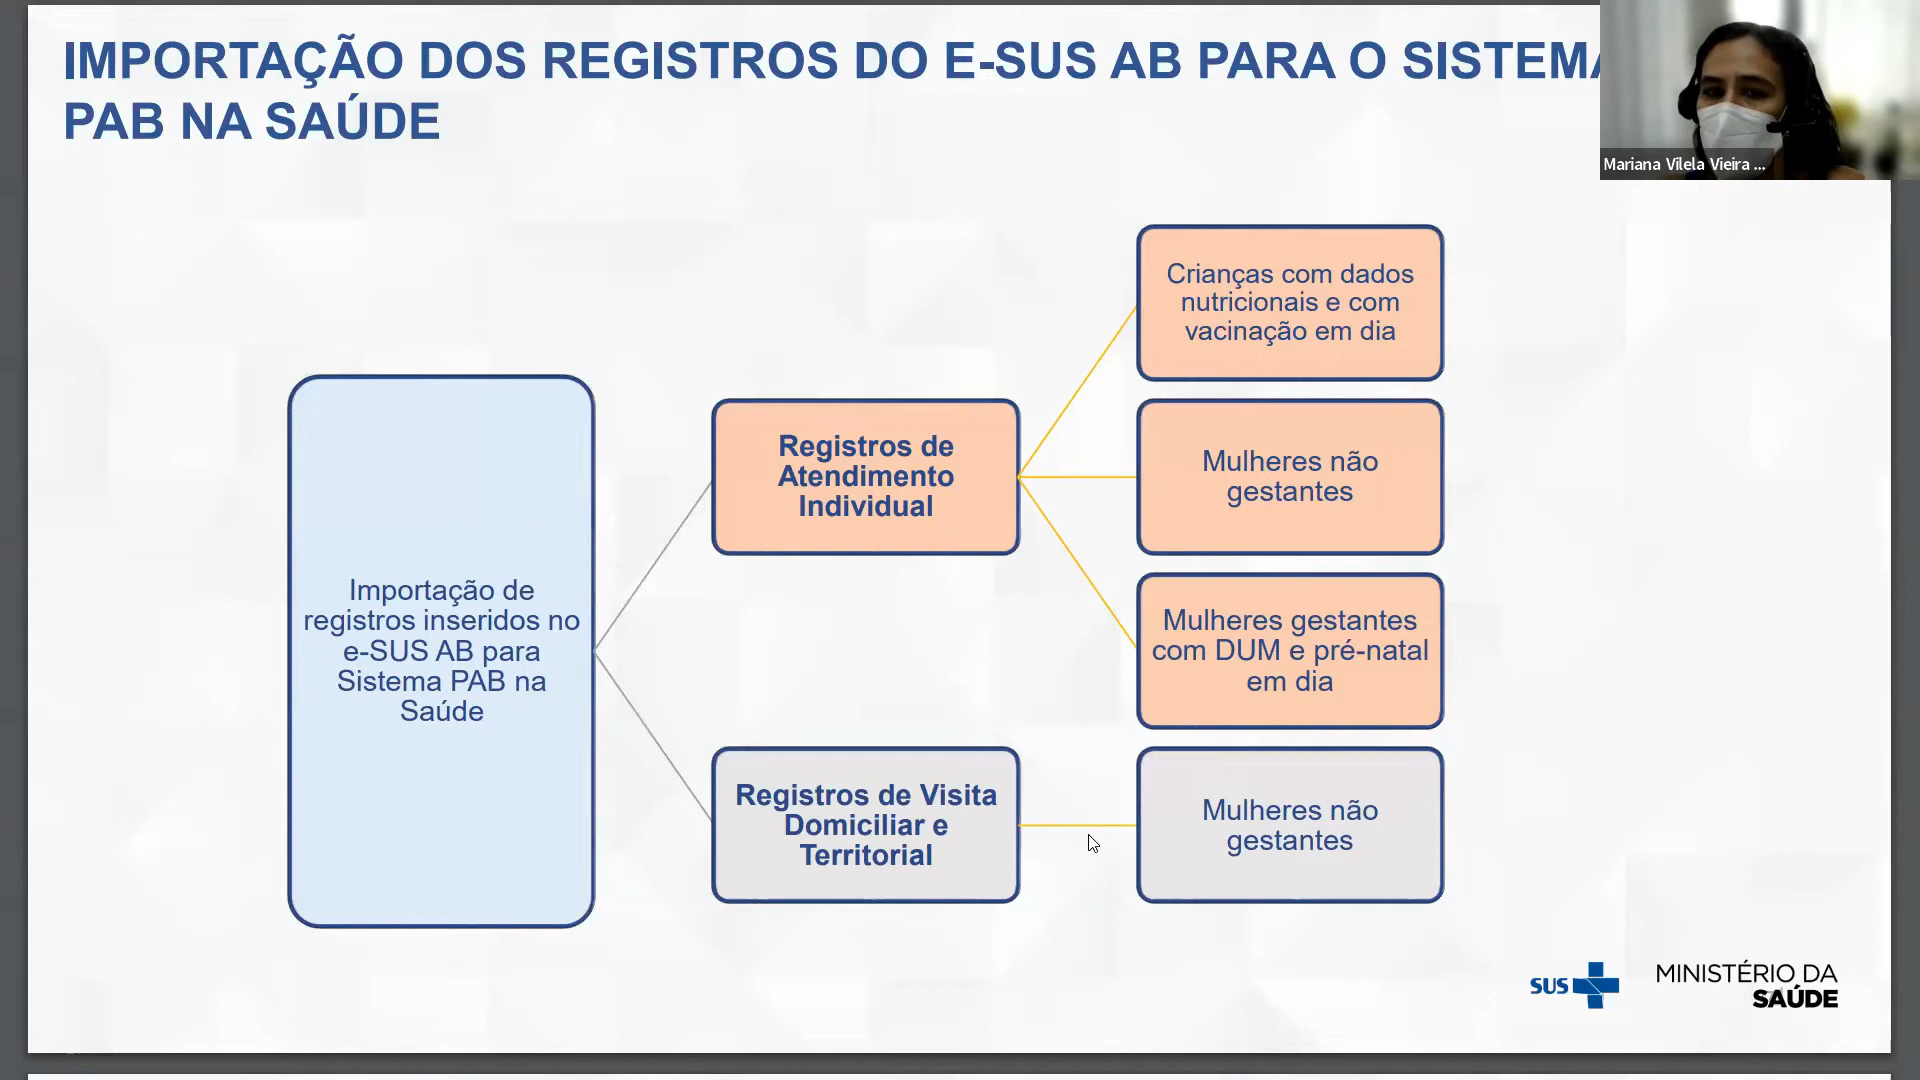 IMPORTAÇÃO DOS REGISTROS DO E-SUS AB PARA O SISTEMA
PAB NA SAÚDE
Mariana Vilela Vieira ...
Importação de
registros inseridos no
e-SUS AB para
Sistema PAB na
Saúde
Registros de
Atendimento
Individual
Crianças com dados
nutricionais e com
vacinação em dia
Mulheres não
gestantes
Mulheres gestantes
com DUM e pré-natal
em dia
Registros de Visita
Domiciliar e
Territorial
Mulheres não
gestantes
SUS
MINISTÉRIO DA
SAÚDE